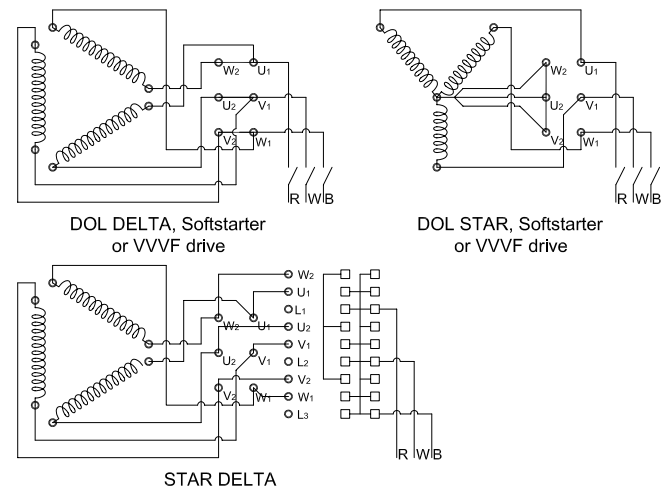 W2 U1
U2 V1
V2 W1
R W B
DOL DELTA, Softstarter
or VVVF drive
W2 U1
U2 V1
V2 W1
R W B
DOL STAR, Softstarter
or VVVF drive
W2
U1
L1
U2
V1
L2
V2
W1
L3
W2 U1
U2 V1
V2 W1
R W B
STAR DELTA